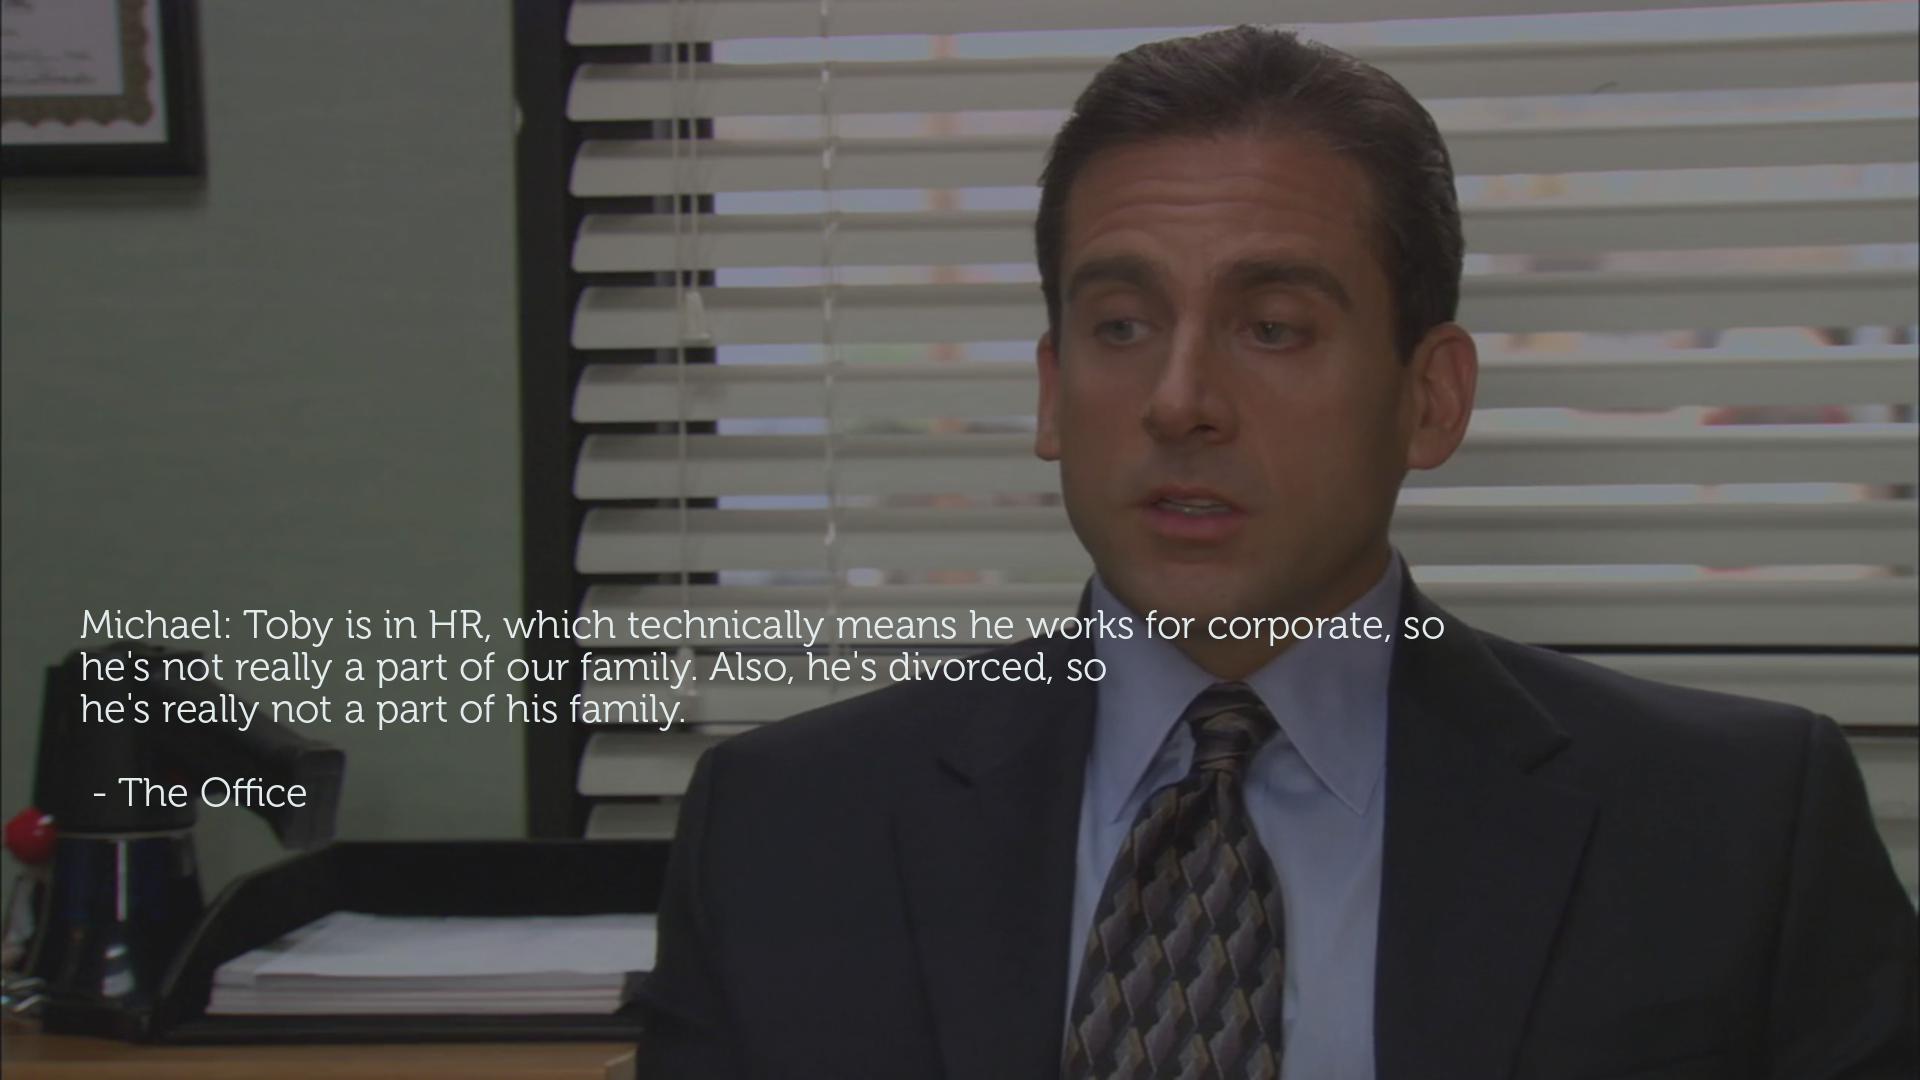 Michael: Toby is in HR, which technically means he works for corporate, so
he's not really a part of our family. Also, he's divorced, so
he's really not a part of his family.
- The Office